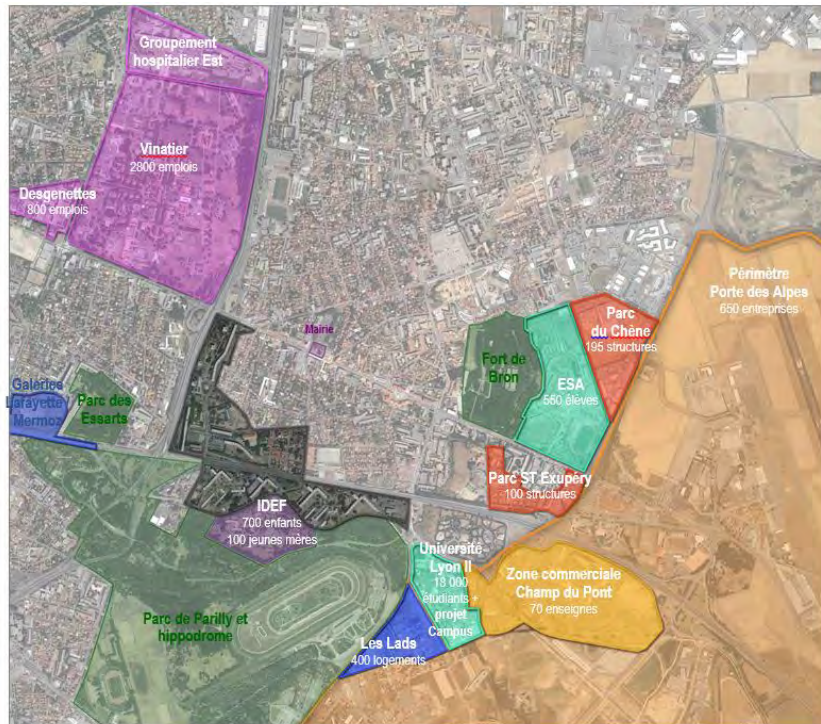 Groupement
hospitalier Est
Vinatier
2800 emplois
Desgenettes
800 emplois
Périmètre
Porte des Alpes
650 entreprises
Parc
du Chêne
195 structures
Mairie
Fort de
Bron
ESA
560 élèves
Galeries
Lafayette
Mermoz
Parc des
Essarts
Parc ST Exupéry
100 structures
IDEF
700 enfants
100 jeunes mères
Université
Lyon II
18 000
étudiants +
projet
Campus
Zone commerciale
Champ du Pont
70 enseignes
Parc de Parilly et
hippodrome
Les Lads
400 logements